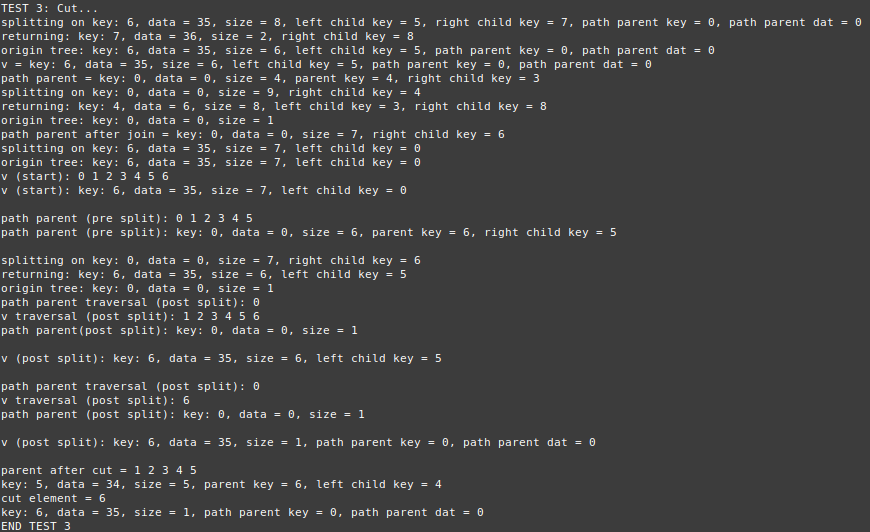 TEST 3: Cut...
splitting on key: 6, data = 35, size = 8, left child key = 5, right child key = 7, path parent key = 0, path parent dat = 0
returning: key: 7, data = 36, size = 2, right child key = 8
origin tree: key: 6, data = 35, size = 6, left child key = 5, path parent key = 0, path parent dat = 0
v = key: 6, data = 35, size = 6, left child key = 5, path parent key = 0, path parent dat = 0
path parent = key: 0, data = 0, size = 4, parent key = 4, right child key = 3
splitting on key: 0, data = 0, size = 9, right child key = 4
returning: key: 4, data = 6, size = 8, left child key = 3, right child key = 8
origin tree: key: 0, data = 0, size = 1
path parent after join = key: 0, data = 0, size = 7, right child key = 6
splitting on key: 6, data = 35, size = 7, left child key = 0
origin tree: key: 6, data = 35, size = 7, left child key = 0
v (start): 0 1 2 3 4 5 6
v (start): key: 6, data = 35, size = 7, left child key = 0
path parent (pre split): 0 1 2 3 4 5
path parent (pre split): key: 0, data = 0, size = 6, parent key = 6, right child key = 5
splitting on key: 0, data = 0, size = 7, right child key = 6
returning: key: 6, data = 35, size = 6, left child key = 5
origin tree: key: 0, data = 0, size = 1
path parent traversal (post split): 0
v traversal (post split): 1 2 3 4 5 6
path parent(post split): key: 0, data = 0, size = 1
v (post split): key: 6, data = 35, size = 6, left child key = 5
path parent traversal (post split): 0
v traversal (post split): 6
path parent (post split): key: 0, data = 0, size = 1
v (post split): key: 6, data = 35, size = 1, path parent key = 0, path parent dat = 0
parent after cut = 1 2 3 4 5
key: 5, data = 34, size = 5, parent key = 6, left child key = 4
cut element = 6
key: 6, data = 35, size = 1, path parent key = 0, path parent dat = 0
END TEST 3